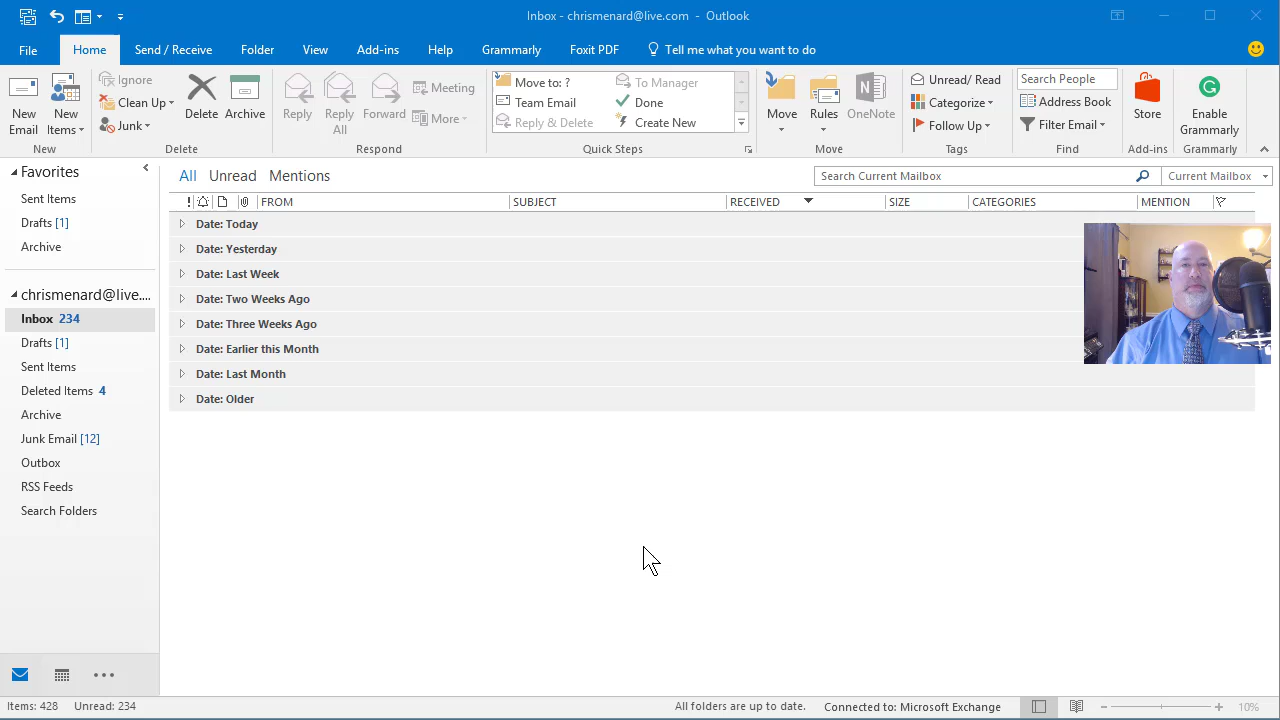 Inbox - chrismenard@live.com - Outlook
File Home Send / Receive Folder View Add-ins Help Grammarly Foxit PDF Tell me what you want to do
New Email
New Items
New
Ignore
Clean Up
Junk
Delete
Archive
Delete
Reply
Reply All
Forward
Meeting
More
Respond
Move to: ?
Team Email
Reply & Delete
To Manager
Done
Create New
Quick Steps
Move
Rules
OneNote
Move
Unread/ Read
Categorize
Follow Up
Tags
Search People
Address Book
Filter Email
Find
Store
Add-ins
Enable Grammarly
Grammarly
Favorites
Sent Items
Drafts [1]
Archive
chrismenard@live....
Inbox 234
Drafts [1]
Sent Items
Deleted Items 4
Archive
Junk Email [12]
Outbox
RSS Feeds
Search Folders
All Unread Mentions
Search Current Mailbox Current Mailbox
! FROM SUBJECT RECEIVED SIZE CATEGORIES MENTION
Date: Today
Date: Yesterday
Date: Last Week
Date: Two Weeks Ago
Date: Three Weeks Ago
Date: Earlier this Month
Date: Last Month
Date: Older
Items: 428 Unread: 234 All folders are up to date. Connected to: Microsoft Exchange 10%